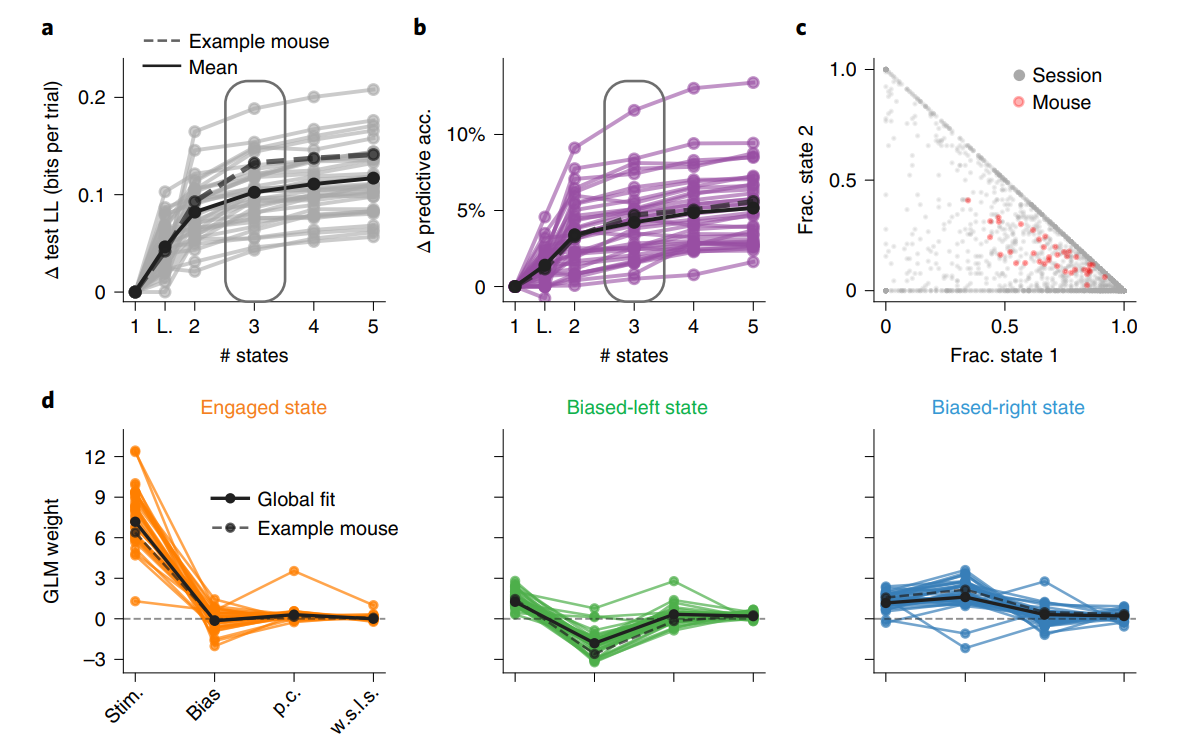 a
Example mouse
Mean
Δ test LL (bits per trial)
0.2
0.1
0
1 L. 2 3 4 5
# states
b
Δ predictive acc.
10%
5%
0
1 L. 2 3 4 5
# states
c
Session
Mouse
Frac. state 2
1.0
0.5
0
0 0.5 1.0
Frac. state 1
d
Engaged state
GLM weight
12
9
6
3
0
–3
Global fit
Example mouse
Stim. Bias p.c. w.s.l.s.
Biased-left state
Biased-right state